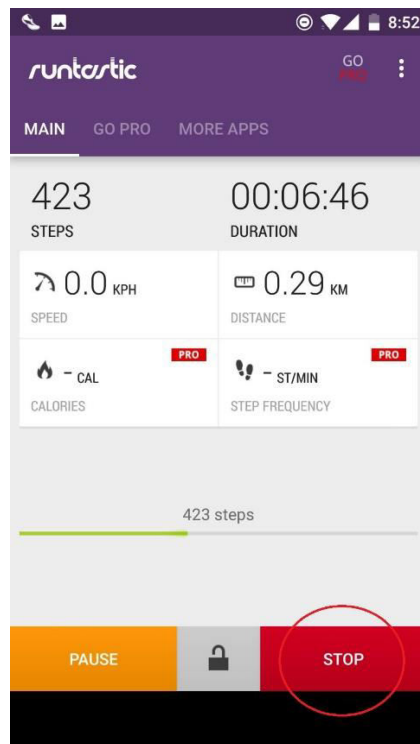 8:52
runtastic
GO
PRO
MAIN GO PRO MORE APPS
423 00:06:46
STEPS DURATION
0.0 KPH 0.29 KM
SPEED DISTANCE
PRO PRO
- CAL - ST/MIN
CALORIES STEP FREQUENCY
423 steps
PAUSE STOP